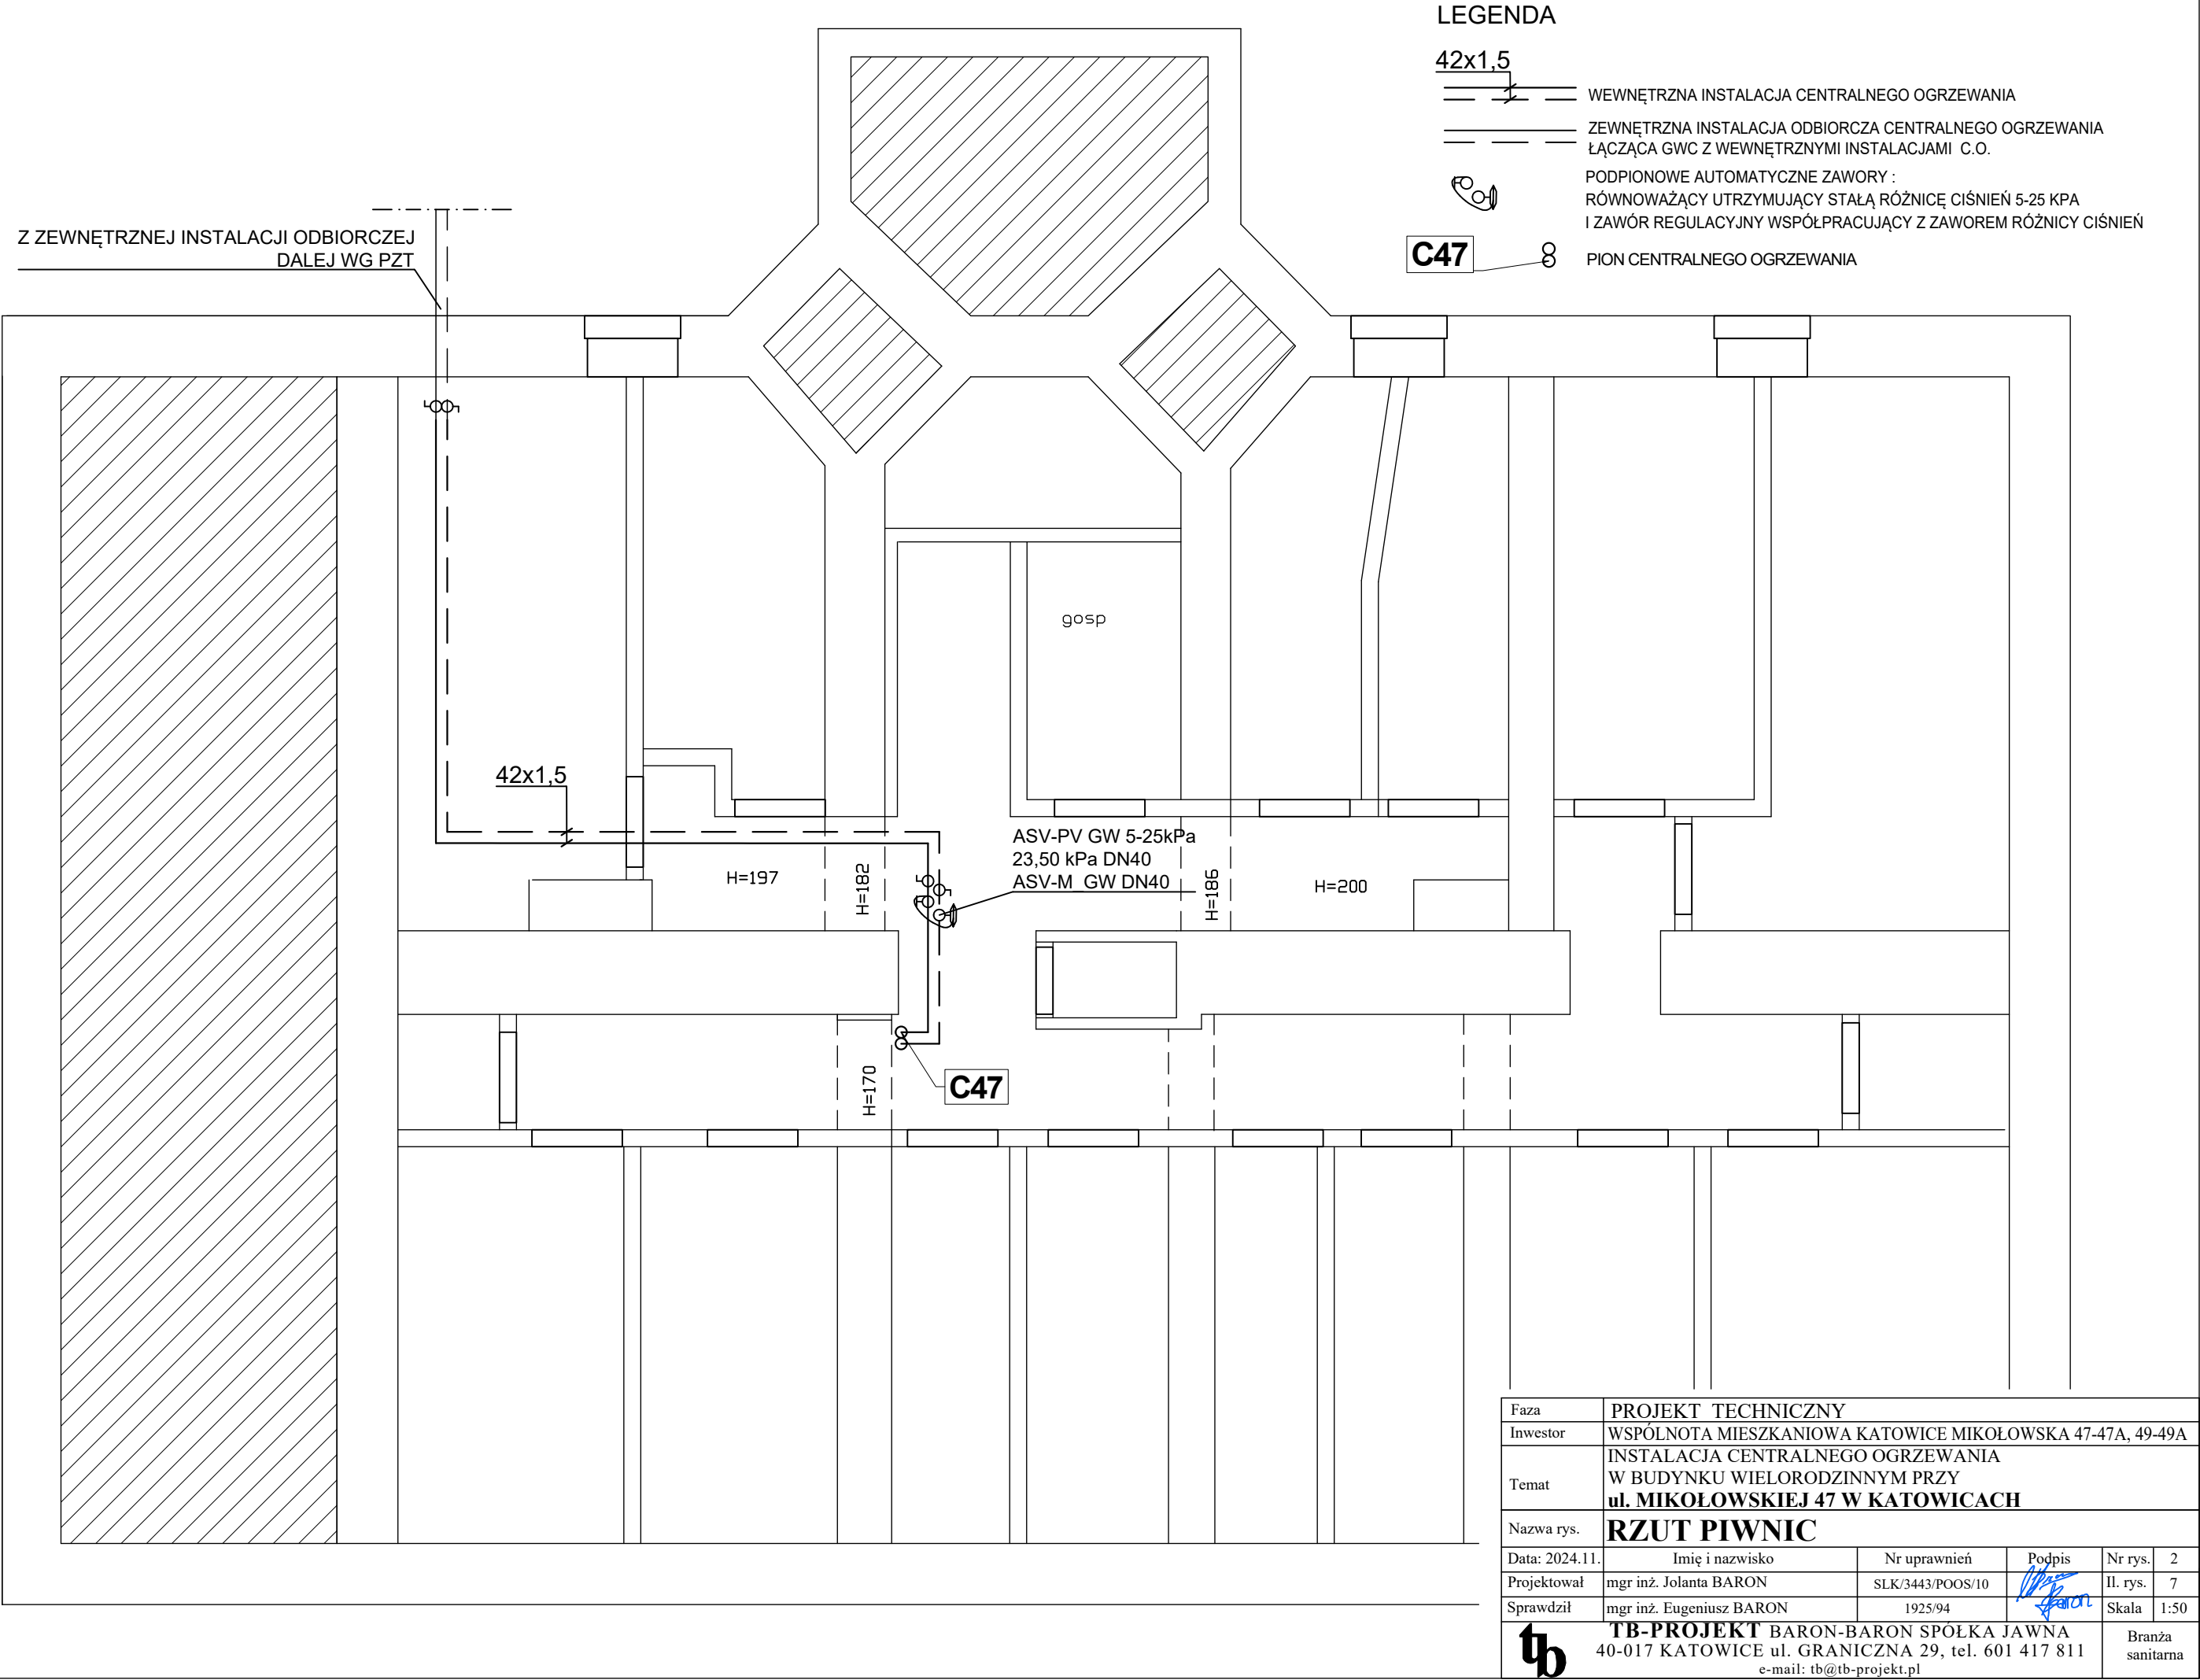 LEGENDA
42x1,5
WEWNĘTRZNA INSTALACJA CENTRALNEGO OGRZEWANIA
ZEWNĘTRZNA INSTALACJA ODBIORCZA CENTRALNEGO OGRZEWANIA
ŁĄCZĄCA GWC Z WEWNĘTRZNYMI INSTALACJAMI C.O.
PODPIONOWE AUTOMATYCZNE ZAWORY :
RÓWNOWAŻĄCY UTRZYMUJĄCY STAŁĄ RÓŻNICĘ CIŚNIEŃ 5-25 KPA
I ZAWÓR REGULACYJNY WSPÓŁPRACUJĄCY Z ZAWOREM RÓŻNICY CIŚNIEŃ
C47
PION CENTRALNEGO OGRZEWANIA
Z ZEWNĘTRZNEJ INSTALACJI ODBIORCZEJ
DALEJ WG PZT
gosp
42x1,5
ASV-PV GW 5-25kPa
23,50 kPa DN40
ASV-M GW DN40
H=197
H=182
H=186
H=200
H=170
C47
Faza PROJEKT TECHNICZNY
Inwestor WSPÓLNOTA MIESZKANIOWA KATOWICE MIKOŁOWSKA 47-47A, 49-49A
Temat INSTALACJA CENTRALNEGO OGRZEWANIA
W BUDYNKU WIELORODZINNYM PRZY
ul. MIKOŁOWSKIEJ 47 W KATOWICACH
Nazwa rys. RZUT PIWNIC
Data: 2024.11. Imię i nazwisko Nr uprawnień Podpis Nr rys. 2
Projektował mgr inż. Jolanta BARON SLK/3443/POOS/10 Il. rys. 7
Sprawdził mgr inż. Eugeniusz BARON 1925/94 Skala 1:50
tb
TB-PROJEKT BARON-BARON SPÓŁKA JAWNA
40-017 KATOWICE ul. GRANICZNA 29, tel. 601 417 811
e-mail: tb@tb-projekt.pl
Branża
sanitarna